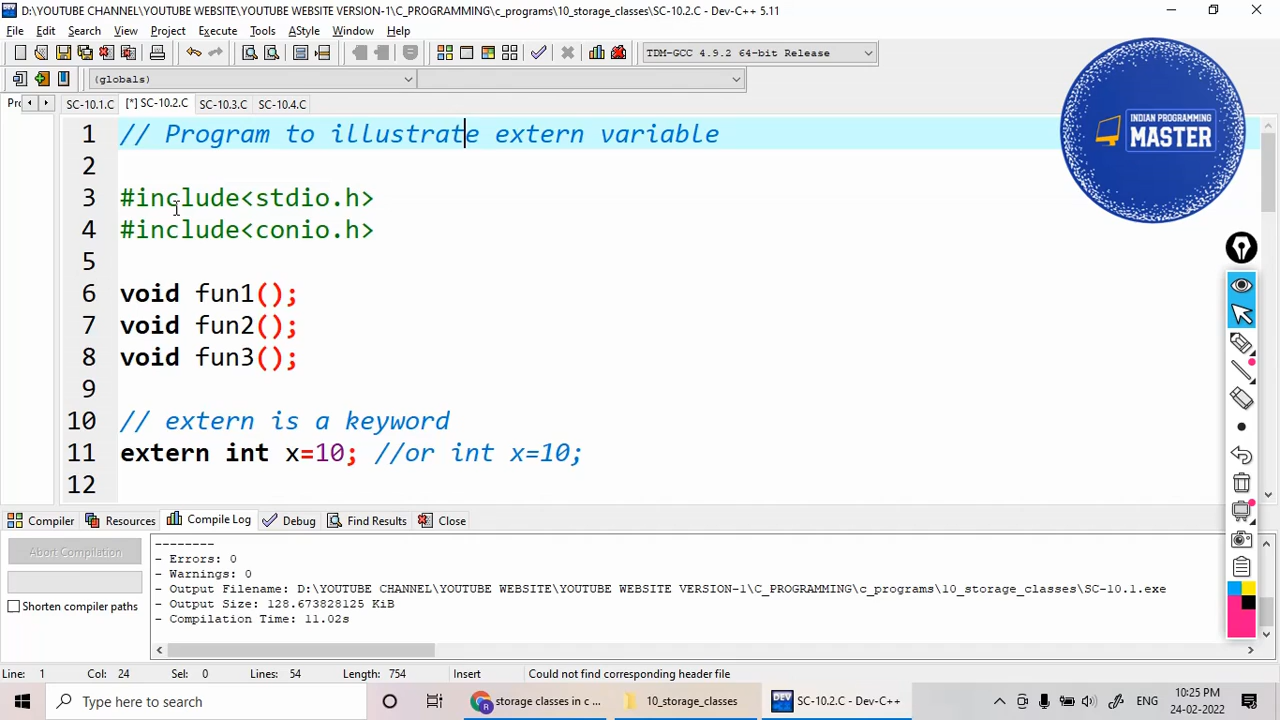 D:\YOUTUBE CHANNEL\YOUTUBE WEBSITE\YOUTUBE WEBSITE VERSION-1\C_PROGRAMMING\c_programs\10_storage_classes\SC-10.2.C - Dev-C++ 5.11
File Edit Search View Project Execute Tools AStyle Window Help
TDM-GCC 4.9.2 64-bit Release
(globals)
Pr SC-10.1.C [*] SC-10.2.C SC-10.3.C SC-10.4.C
INDIAN PROGRAMMING
MASTER
1 // Program to illustrate extern variable
2
3 #include<stdio.h>
4 #include<conio.h>
5
6 void fun1();
7 void fun2();
8 void fun3();
9
10 // extern is a keyword
11 extern int x=10; //or int x=10;
12
Compiler Resources Compile Log Debug Find Results Close
Abort Compilation
Shorten compiler paths
--------
- Errors: 0
- Warnings: 0
- Output Filename: D:\YOUTUBE CHANNEL\YOUTUBE WEBSITE\YOUTUBE WEBSITE VERSION-1\C_PROGRAMMING\c_programs\10_storage_classes\SC-10.1.exe
- Output Size: 128.673828125 KiB
- Compilation Time: 11.02s
Line: 1 Col: 24 Sel: 0 Lines: 54 Length: 754 Insert Could not find corresponding header file
Type here to search
storage classes in c ...
10_storage_classes
SC-10.2.C - Dev-C++
10:25 PM
24-02-2022